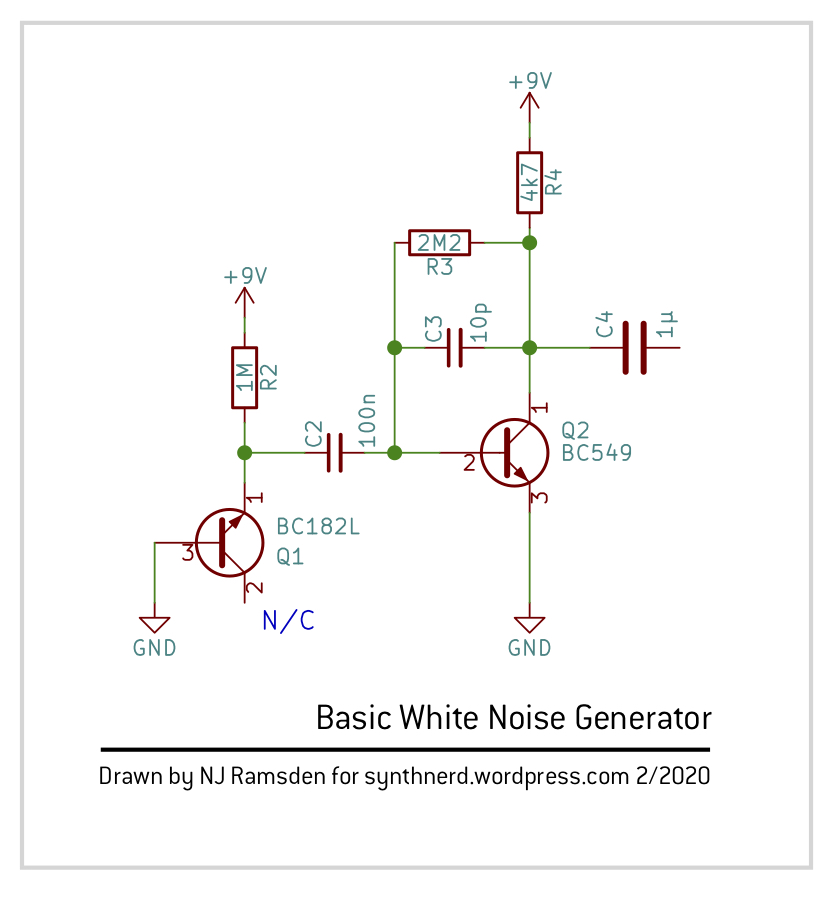 +9V
4k7
R4
2M2
R3
+9V
C3
10p
C4
1µ
1M
R2
C2
100n
1
2
Q2
BC549
3
1
BC182L
Q1
3
2
N/C
GND
GND
Basic White Noise Generator
Drawn by NJ Ramsden for synthnerd.wordpress.com 2/2020